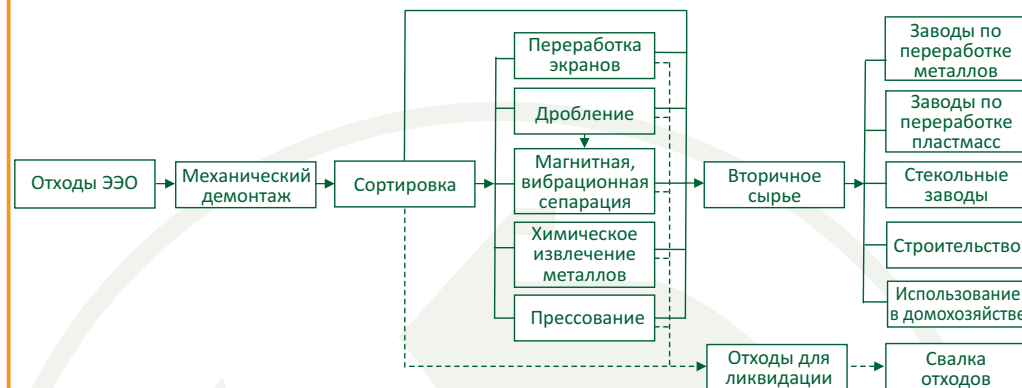 Отходы ЭЭО
Механический
демонтаж
Сортировка
Переработка
экранов
Дробление
Магнитная,
вибрационная
сепарация
Химическое
извлечение
металлов
Прессование
Вторичное
сырье
Отходы для
ликвидации
Заводы по
переработке
металлов
Заводы по
переработке
пластмасс
Стекольные
заводы
Строительство
Использование
в домохозяйстве
Свалка
отходов